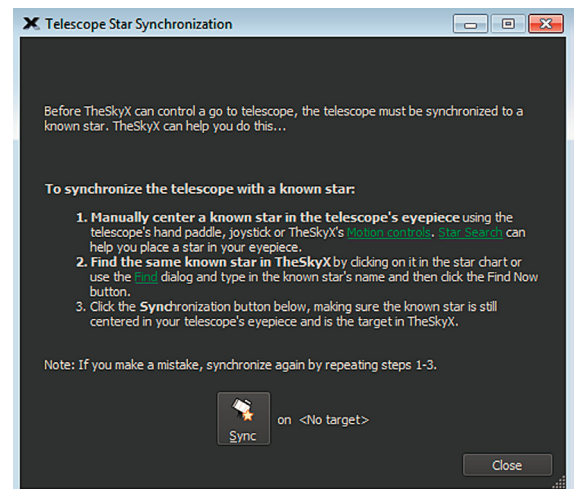 Telescope Star Synchronization
Before TheSkyX can control a go to telescope, the telescope must be synchronized to a
known star. TheSkyX can help you do this...
To synchronize the telescope with a known star:
1. Manually center a known star in the telescope's eyepiece using the
telescope's hand paddle, joystick or TheSkyX's Motion controls. Star Search can
help you place a star in your eyepiece.
2. Find the same known star in TheSkyX by clicking on it in the star chart or
use the Find dialog and type in the known star's name and then click the Find Now
button.
3. Click the Synchronization button below, making sure the known star is still
centered in your telescope's eyepiece and is the target in TheSkyX.
Note: If you make a mistake, synchronize again by repeating steps 1-3.
Sync on <No target>
Close